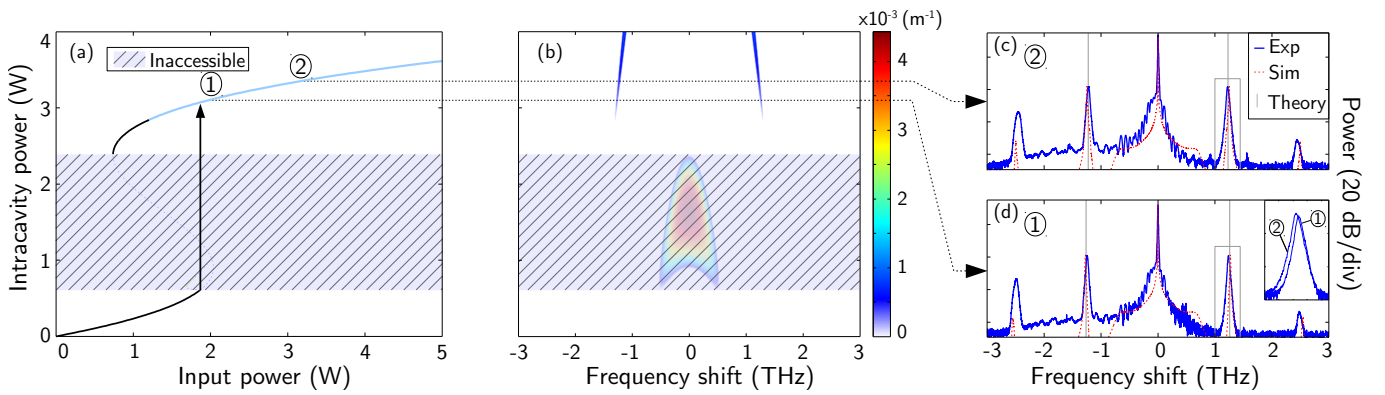 (a)
Inaccessible
①
②
4
3
2
1
0
Intracavity power (W)
0
1
2
3
4
5
Input power (W)
(b)
-3
-2
-1
0
1
2
3
Frequency shift (THz)
x10⁻³ (m⁻¹)
4
3
2
1
0
(c)
②
Exp
Sim
Theory
(d)
①
②
①
-3
-2
-1
0
1
2
3
Frequency shift (THz)
Power (20 dB/div)